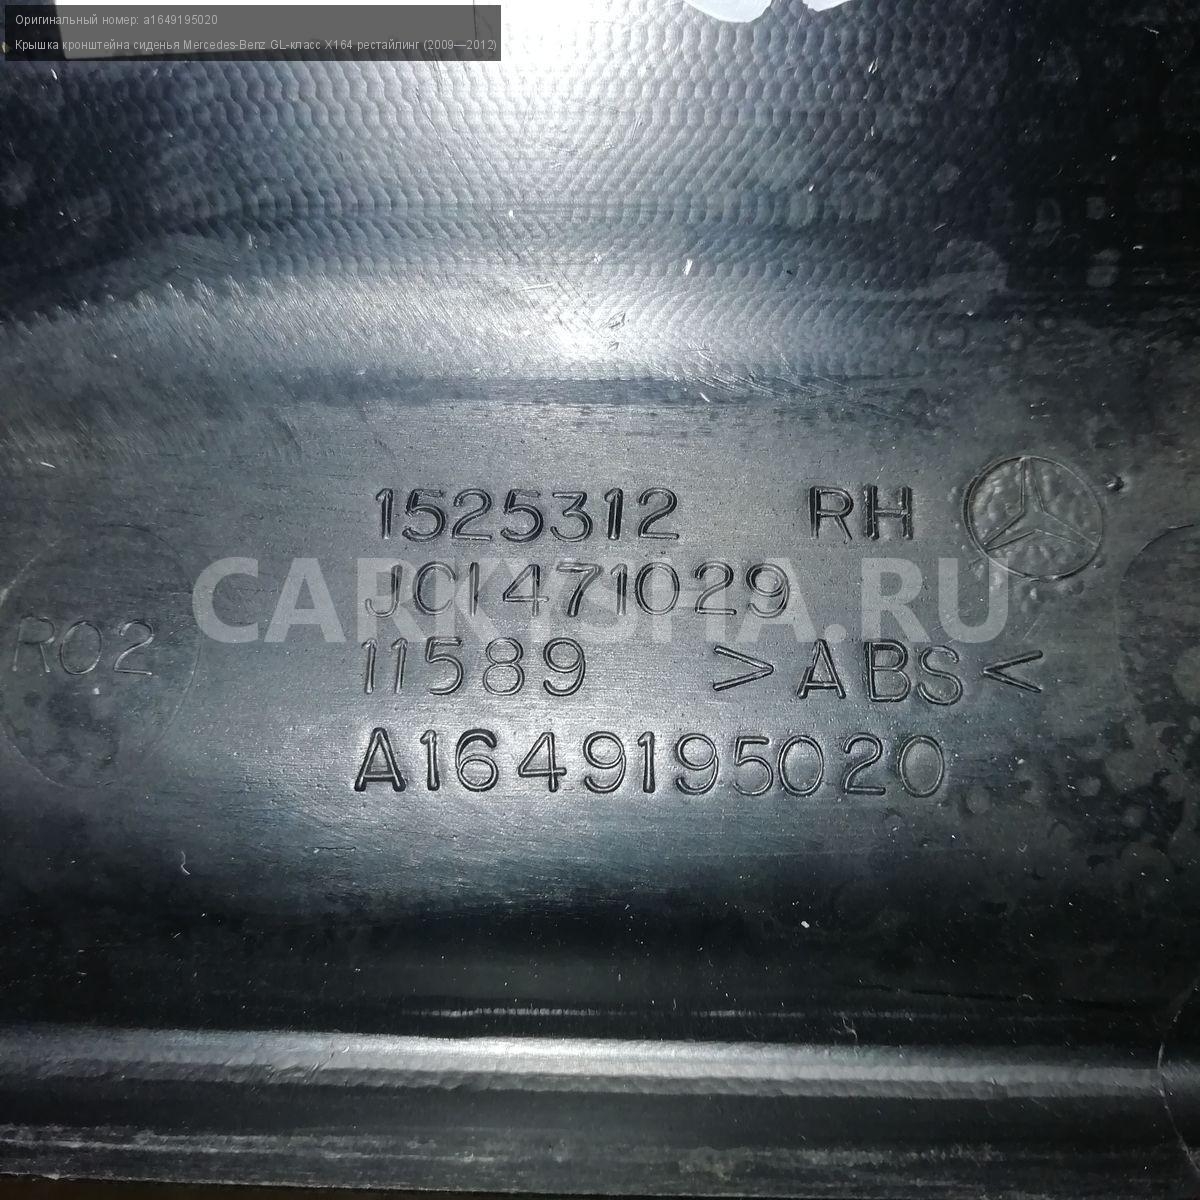 Оригинальный номер: a1649195020
Крышка кронштейна сиденья Mercedes-Benz GL-класс X164 рестайлинг (2009—2012)
1525312 RH
CARKYSHA.RU
JCI471029
R02
11589 >ABS<
A1649195020